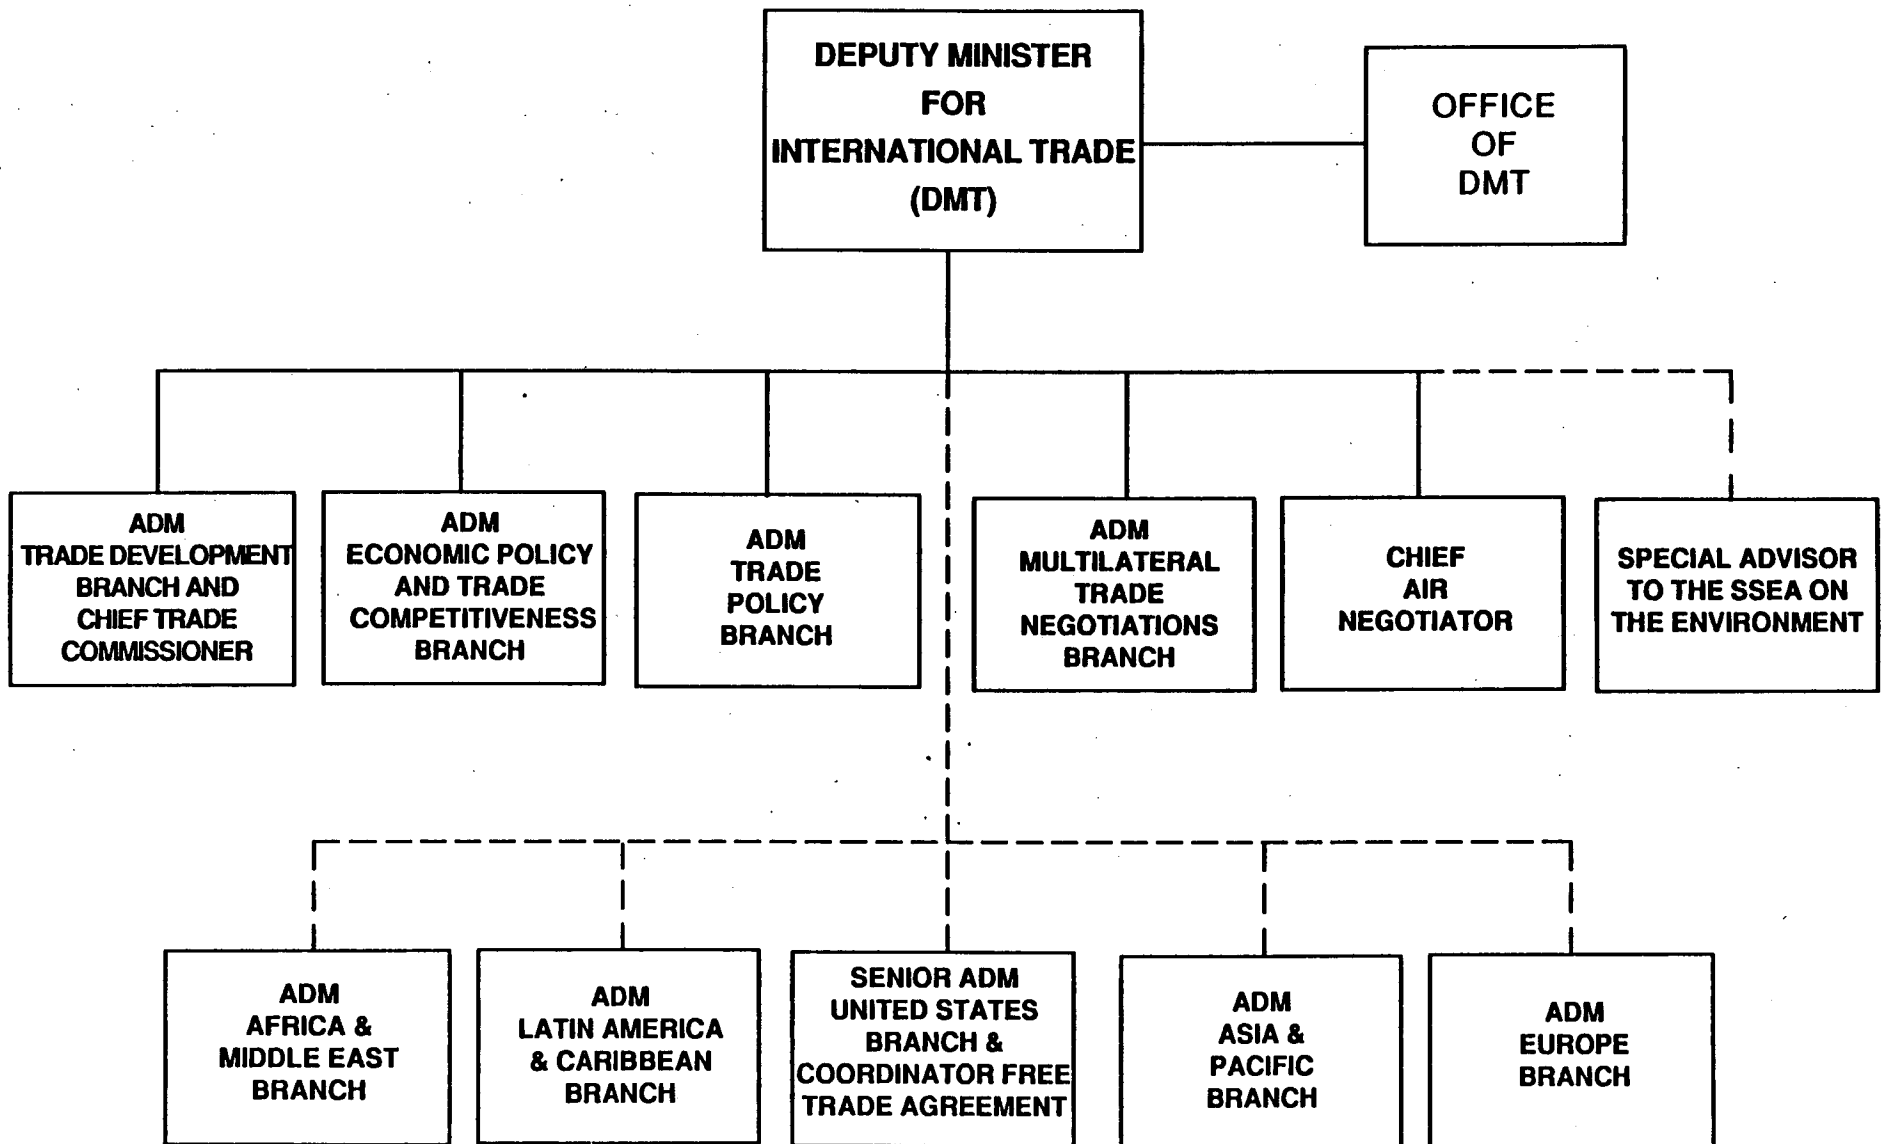 DEPUTY MINISTER
FOR
INTERNATIONAL TRADE
(DMT)
OFFICE
OF
DMT
ADM
TRADE DEVELOPMENT
BRANCH AND
CHIEF TRADE
COMMISSIONER
ADM
ECONOMIC POLICY
AND TRADE
COMPETITIVENESS
BRANCH
ADM
TRADE
POLICY
BRANCH
ADM
MULTILATERAL
TRADE
NEGOTIATIONS
BRANCH
CHIEF
AIR
NEGOTIATOR
SPECIAL ADVISOR
TO THE SSEA ON
THE ENVIRONMENT
ADM
AFRICA &
MIDDLE EAST
BRANCH
ADM
LATIN AMERICA
& CARIBBEAN
BRANCH
SENIOR ADM
UNITED STATES
BRANCH &
COORDINATOR FREE
TRADE AGREEMENT
ADM
ASIA &
PACIFIC
BRANCH
ADM
EUROPE
BRANCH